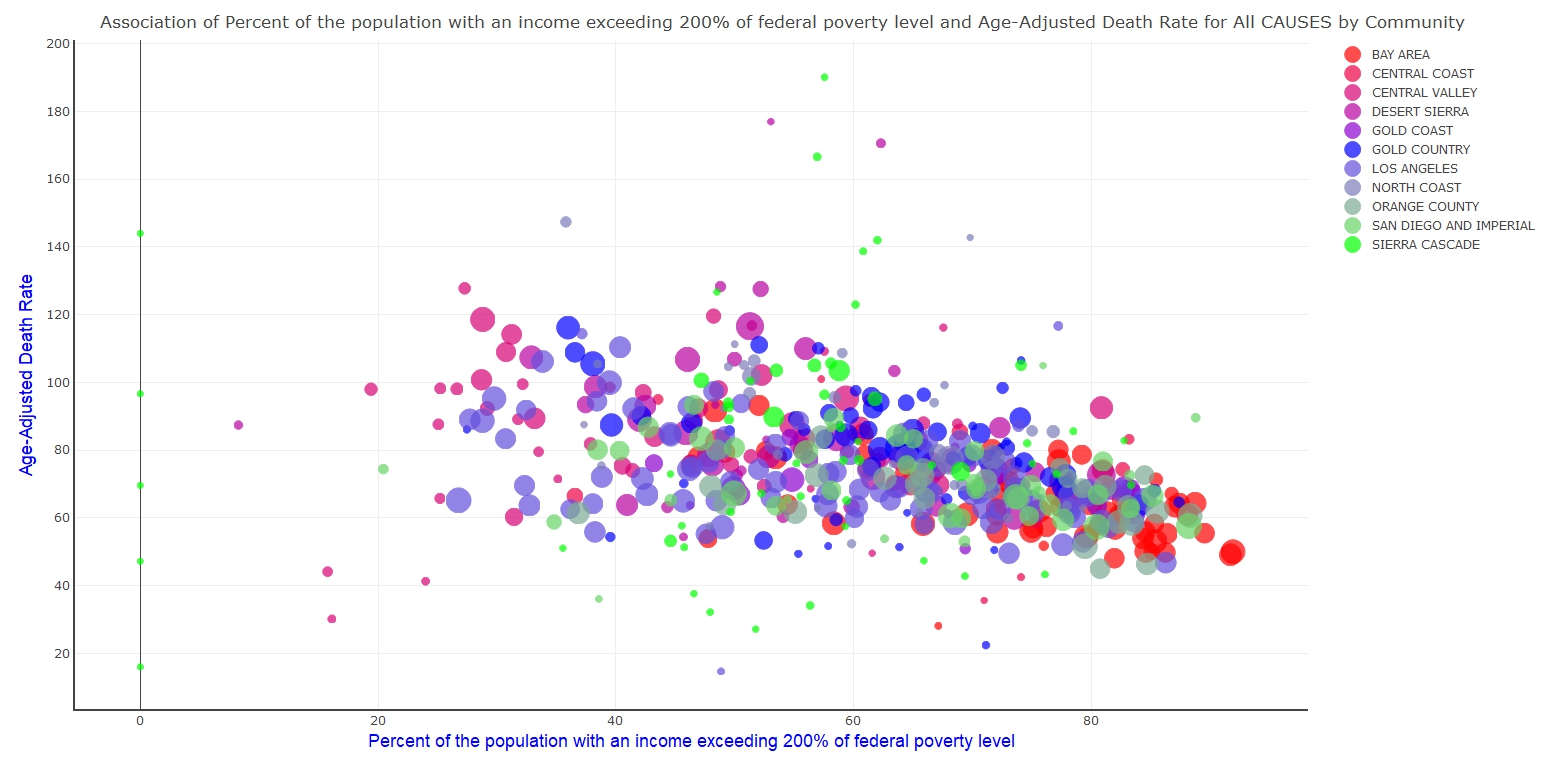 Association of Percent of the population with an income exceeding 200% of federal poverty level and Age-Adjusted Death Rate for All CAUSES by Community
200
180
160
140
120
100
80
60
40
20
Age-Adjusted Death Rate
0
20
40
60
80
Percent of the population with an income exceeding 200% of federal poverty level
BAY AREA
CENTRAL COAST
CENTRAL VALLEY
DESERT SIERRA
GOLD COAST
GOLD COUNTRY
LOS ANGELES
NORTH COAST
ORANGE COUNTY
SAN DIEGO AND IMPERIAL
SIERRA CASCADE